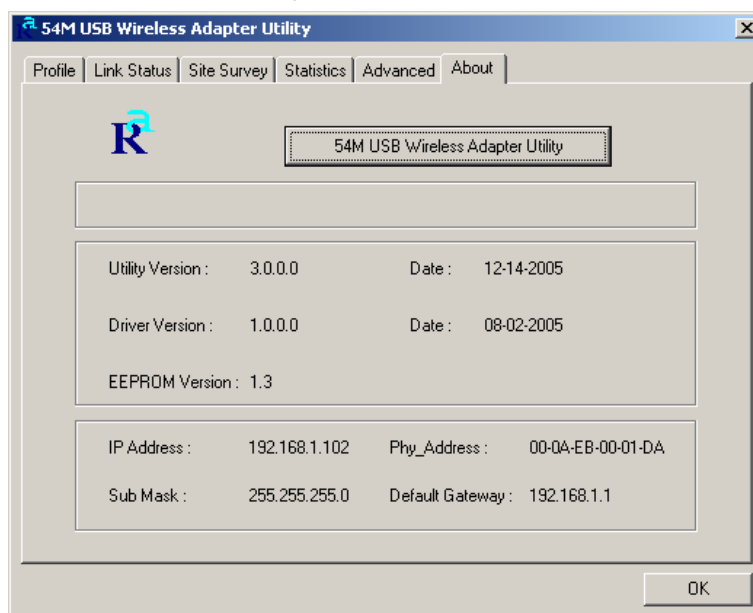 54M USB Wireless Adapter Utility
Profile Link Status Site Survey Statistics Advanced About
Ra
54M USB Wireless Adapter Utility
Utility Version : 3.0.0.0 Date : 12-14-2005
Driver Version : 1.0.0.0 Date : 08-02-2005
EEPROM Version : 1.3
IP Address : 192.168.1.102 Phy_Address : 00-0A-EB-00-01-DA
Sub Mask : 255.255.255.0 Default Gateway : 192.168.1.1
OK